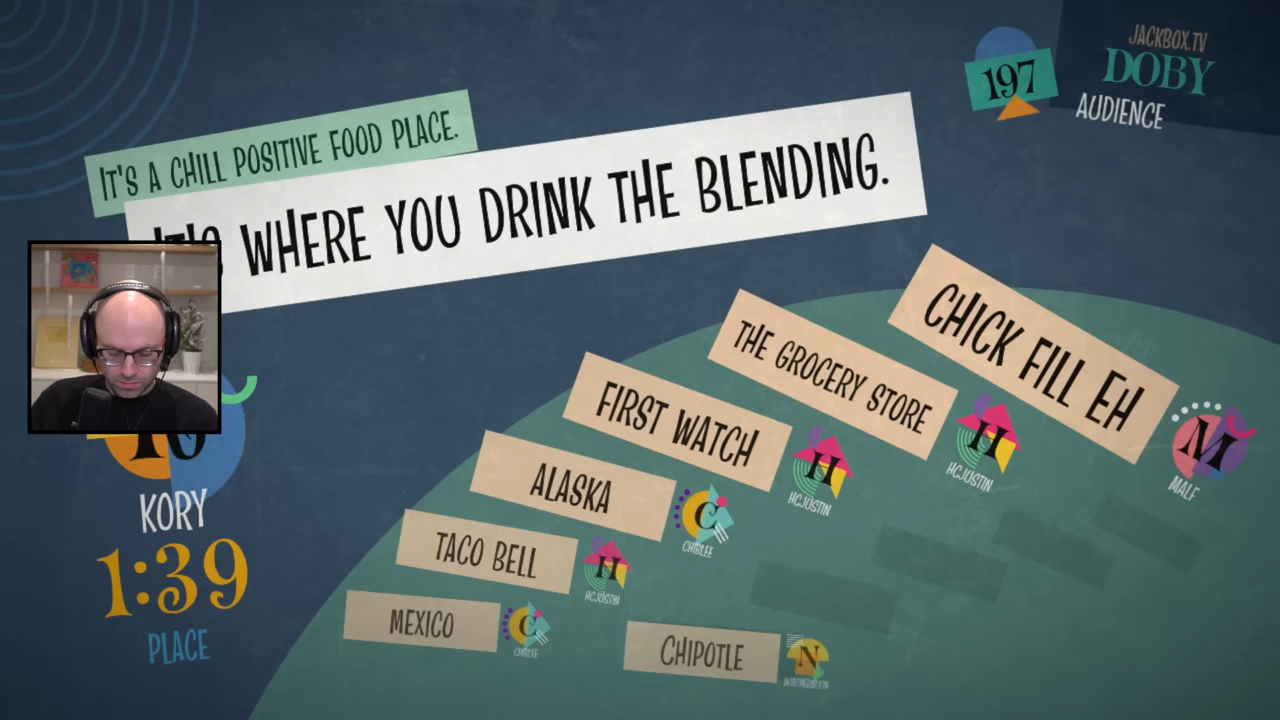 JACKBOX.TV
DOBY
197
AUDIENCE
IT'S A CHILL POSITIVE FOOD PLACE.
IT'S WHERE YOU DRINK THE BLENDING.
CHICK FILL EH
M
MALF
THE GROCERY STORE
H
HCJUSTIN
FIRST WATCH
H
HCJUSTIN
ALASKA
C
CHIBLEE
TACO BELL
H
HCJUSTIN
MEXICO
C
CHIBLEE
CHIPOTLE
N
NORTHERNLION
KORY
1:39
PLACE